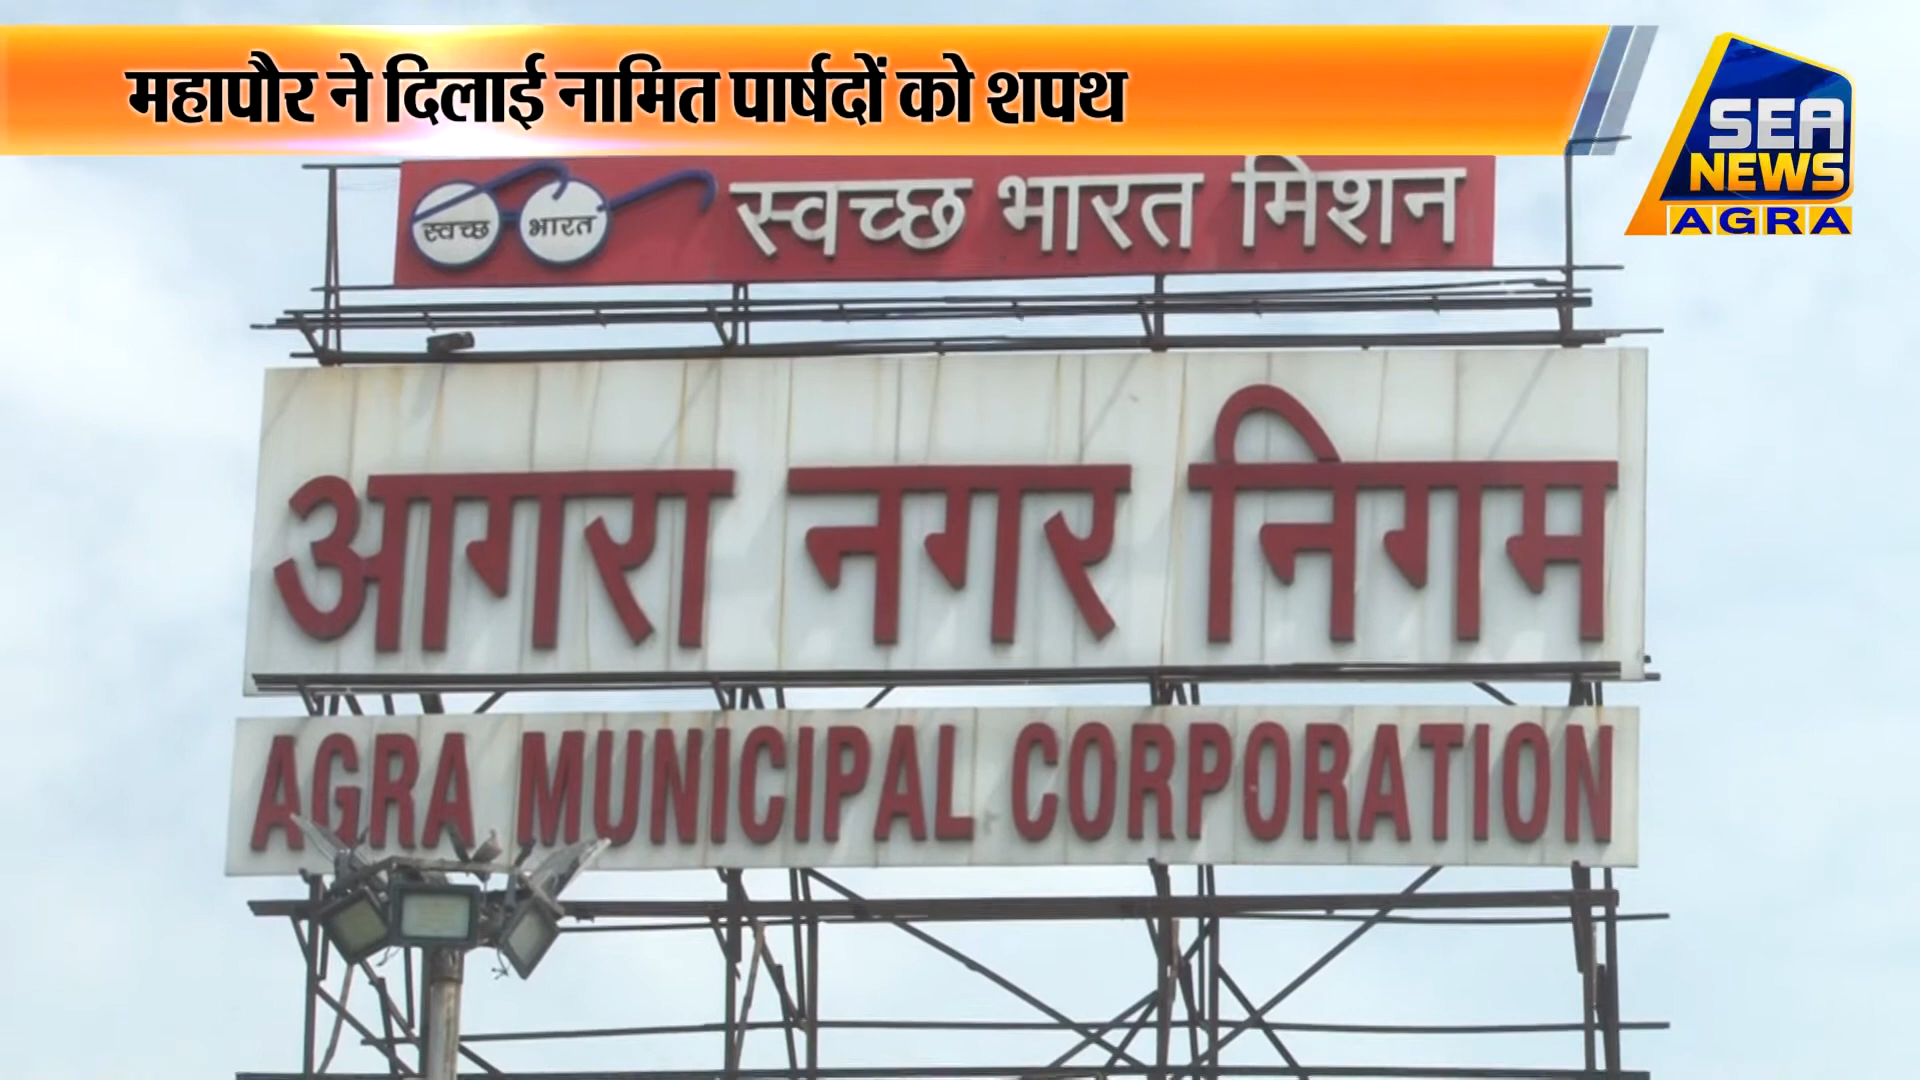 महापौर ने दिलाई नामित पार्षदों को शपथ
SEA
NEWS
AGRA
स्वच्छ भारत स्वच्छ भारत मिशन
आगरा नगर निगम
AGRA MUNICIPAL CORPORATION